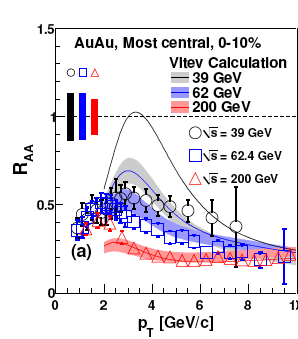 AuAu, Most central, 0-10%
Vitev Calculation
39 GeV
62 GeV
200 GeV
√s = 39 GeV
√s = 62.4 GeV
√s = 200 GeV
(a)
R_AA
1.5
1
0.5
0
0 2 4 6 8 10
p_T [GeV/c]